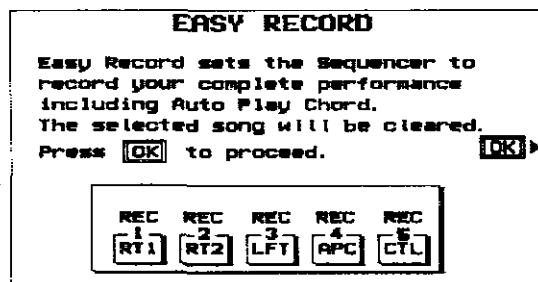 EASY RECORD
Easy Record sets the Sequencer to
record your complete performance
including Auto Play Chord.
The selected song will be cleared.
Press OK to proceed.
OK
REC REC REC REC REC
1 2 3 4 5
RT1 RT2 LFT APC CTL